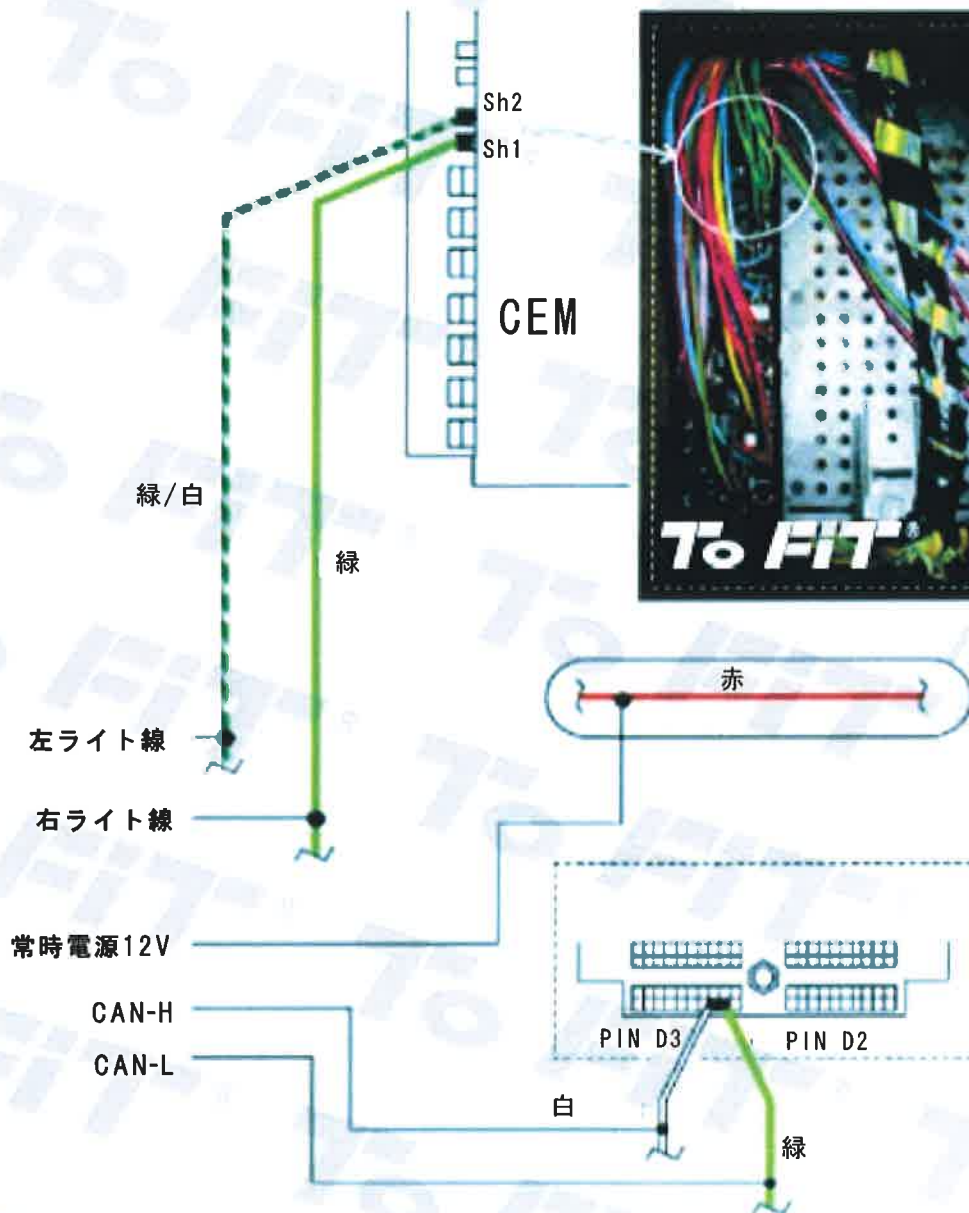 Sh2
Sh1
CEM
緑/白
緑
To FiT
赤
左ライト線
右ライト線
常時電源12V
CAN-H
CAN-L
PIN D3
PIN D2
白
緑